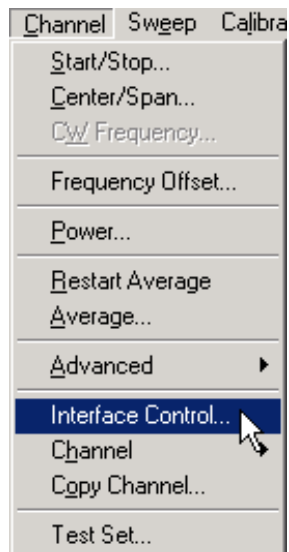 Channel Sweep Calibra
Start/Stop...
Center/Span...
CW Frequency...
Frequency Offset...
Power...
Restart Average
Average...
Advanced
Interface Control...
Channel
Copy Channel...
Test Set...